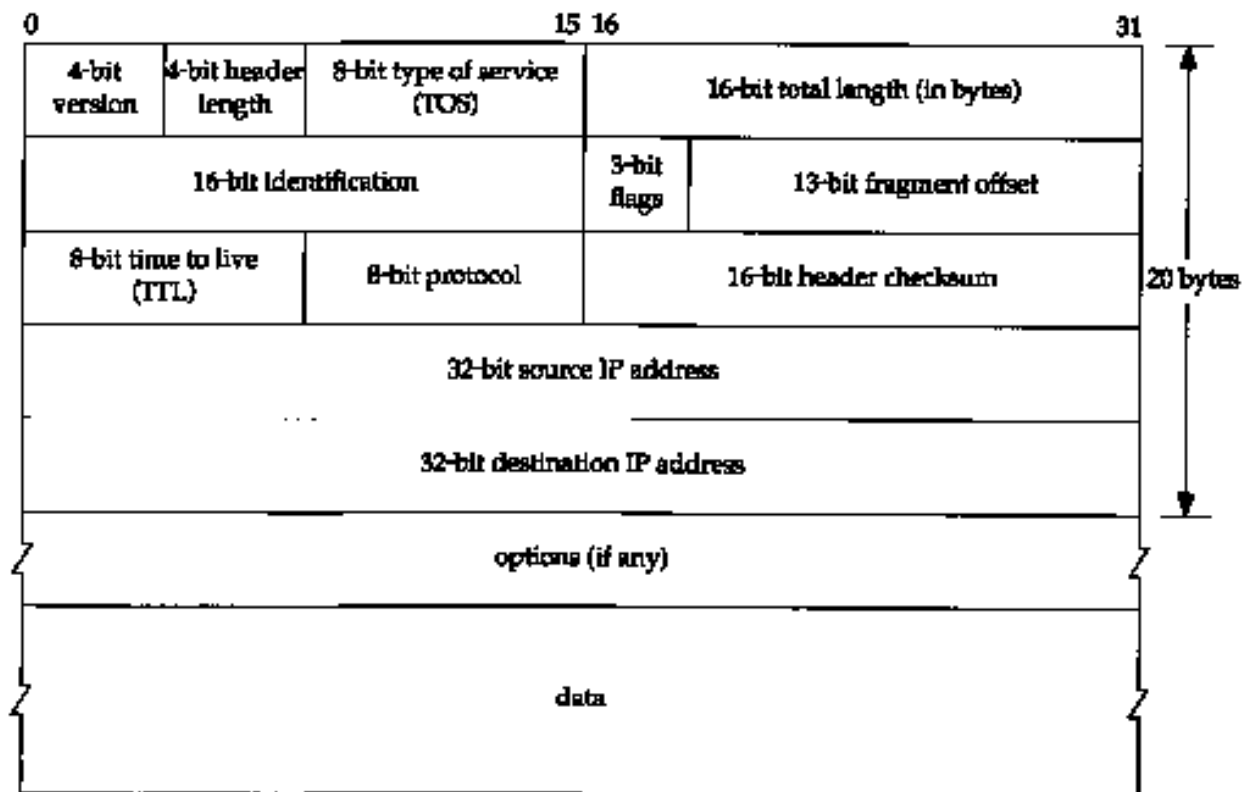 0 15 16 31
4-bit version
4-bit header length
8-bit type of service (TOS)
16-bit total length (in bytes)
16-bit identification
3-bit flags
13-bit fragment offset
8-bit time to live (TTL)
8-bit protocol
16-bit header checksum
20 bytes
32-bit source IP address
32-bit destination IP address
options (if any)
data